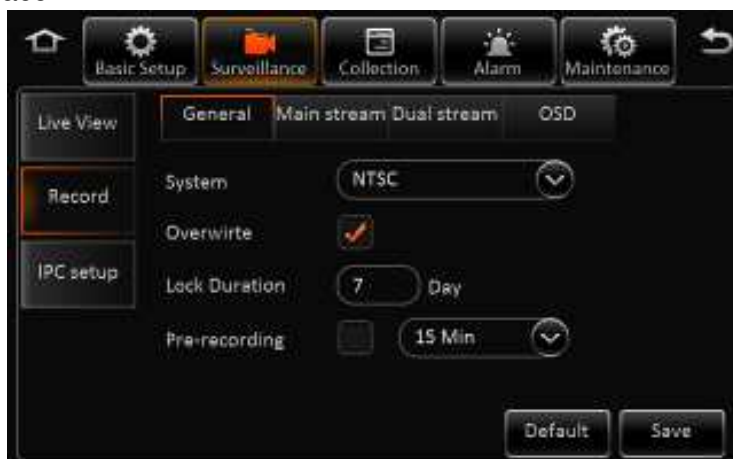 Basic Setup Surveillance Collection Alarm Maintenance
Live View
Record
IPC setup
General Main stream Dual stream OSD
System NTSC
Overwirte
Lock Duration 7 Day
Pre-recording 15 Min
Default Save